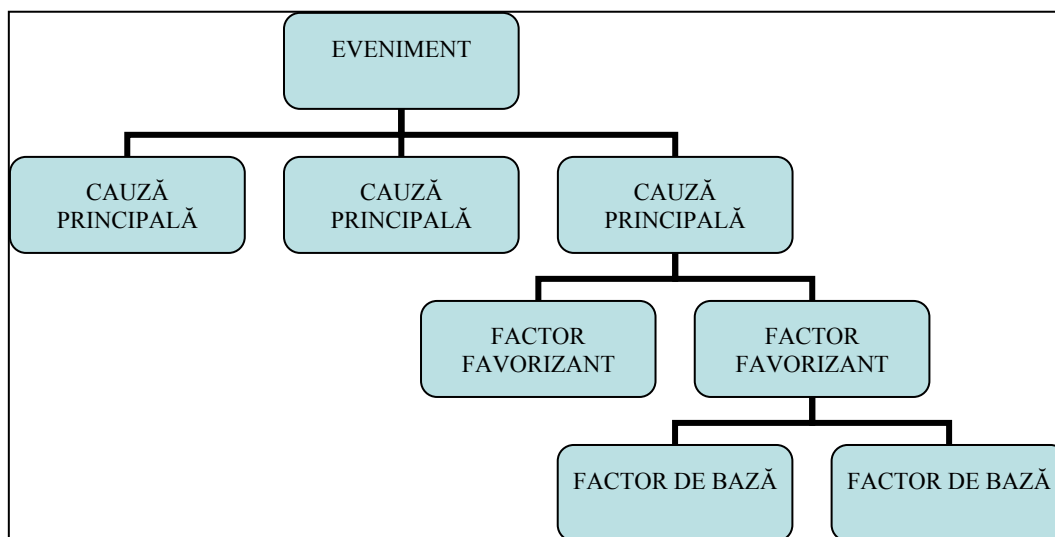 EVENIMENT
CAUZĂ
PRINCIPALĂ
CAUZĂ
PRINCIPALĂ
CAUZĂ
PRINCIPALĂ
FACTOR
FAVORIZANT
FACTOR
FAVORIZANT
FACTOR DE BAZĂ
FACTOR DE BAZĂ